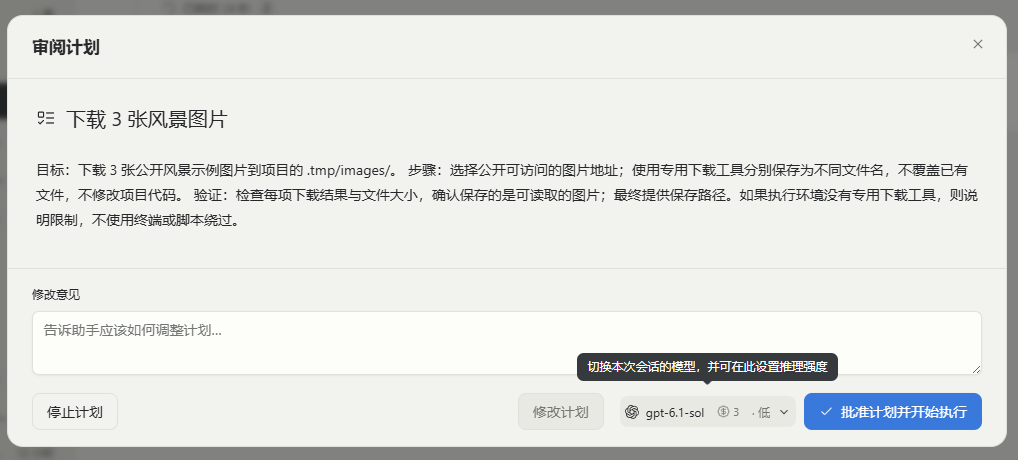 审阅计划
下载 3 张风景图片
目标：下载 3 张公开风景示例图片到项目的 .tmp/images/。 步骤：选择公开可访问的图片地址；使用专用下载工具分别保存为不同文件名，不覆盖已有
文件，不修改项目代码。 验证：检查每项下载结果与文件大小，确认保存的是可读取的图片；最终提供保存路径。如果执行环境没有专用下载工具，则说
明限制，不使用终端或脚本绕过。
修改意见
告诉助手应该如何调整计划...
切换本次会话的模型，并可在此设置推理强度
停止计划
修改计划
gpt-6.1-sol 3 · 低
批准计划并开始执行